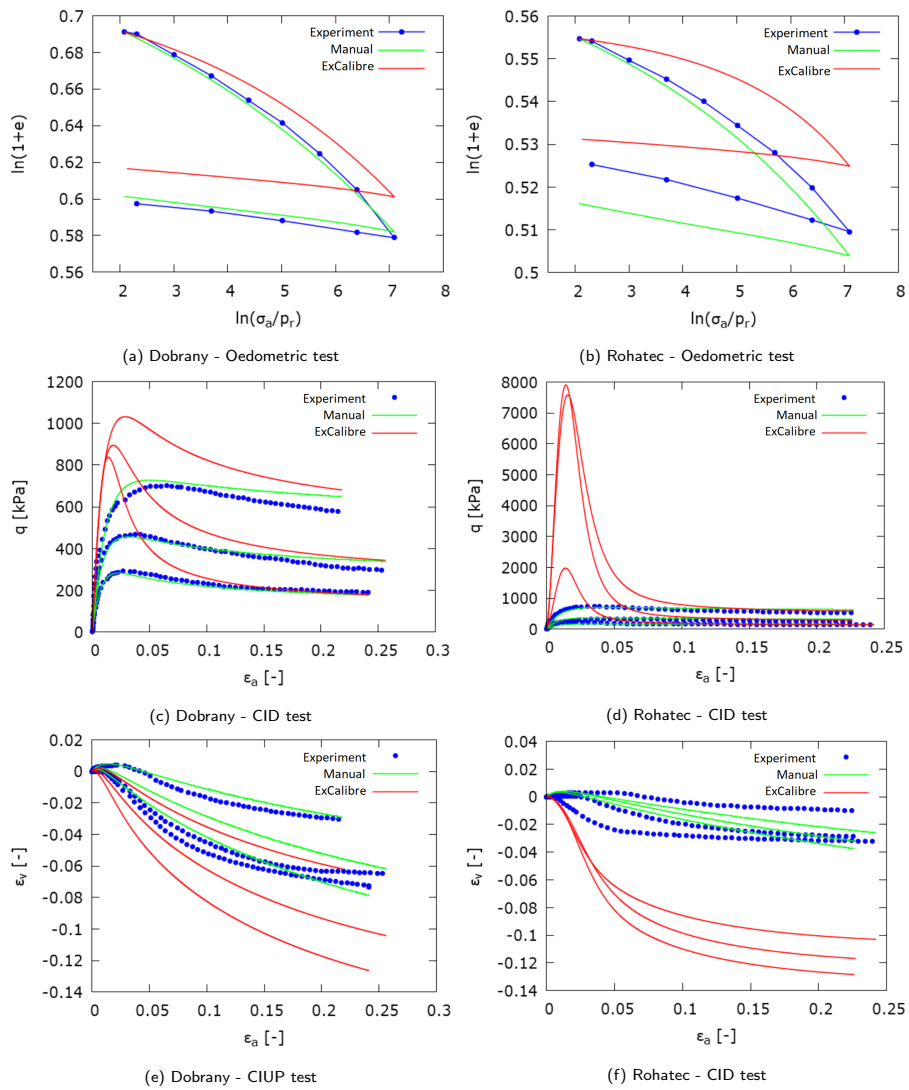 0.7
0.68
0.66
0.64
0.62
0.6
0.58
0.56
ln(1+e)
Experiment
Manual
ExCalibre
2 3 4 5 6 7 8
ln(σa/pr)
(a) Dobrany - Oedometric test
0.56
0.55
0.54
0.53
0.52
0.51
0.5
ln(1+e)
Experiment
Manual
ExCalibre
2 3 4 5 6 7 8
ln(σa/pr)
(b) Rohatec - Oedometric test
1200
1000
800
600
400
200
0
q [kPa]
Experiment
Manual
ExCalibre
0 0.05 0.1 0.15 0.2 0.25 0.3
εa [-]
(c) Dobrany - CID test
8000
7000
6000
5000
4000
3000
2000
1000
0
q [kPa]
Experiment
Manual
ExCalibre
0 0.05 0.1 0.15 0.2 0.25
εa [-]
(d) Rohatec - CID test
0.02
0
-0.02
-0.04
-0.06
-0.08
-0.1
-0.12
-0.14
εv [-]
Experiment
Manual
ExCalibre
0 0.05 0.1 0.15 0.2 0.25 0.3
εa [-]
(e) Dobrany - CIUP test
0.04
0.02
0
-0.02
-0.04
-0.06
-0.08
-0.1
-0.12
-0.14
εv [-]
Experiment
Manual
ExCalibre
0 0.05 0.1 0.15 0.2 0.25
εa [-]
(f) Rohatec - CID test